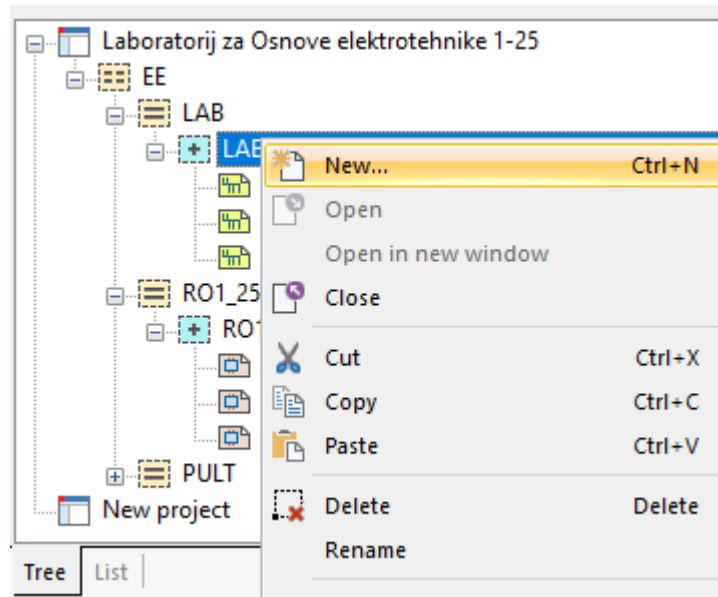 Laboratorij za Osnove elektrotehnike 1-25
EE
LAB
LAB
New... Ctrl+N
Open
Open in new window
RO1_25
Close
RO1
Cut Ctrl+X
Copy Ctrl+C
Paste Ctrl+V
PULT
New project
Delete Delete
Rename
Tree List